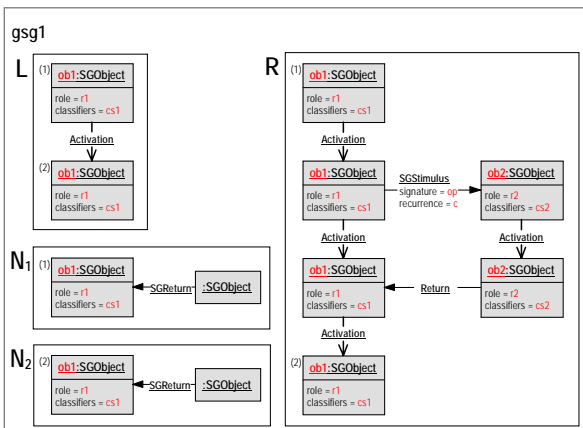 gsg1
L
(1) ob1:SGObject
role = r1
classifiers = cs1
Activation
(2) ob1:SGObject
role = r1
classifiers = cs1
N1
(1) ob1:SGObject
role = r1
classifiers = cs1
SGReturn
:SGObject
N2
(2) ob1:SGObject
role = r1
classifiers = cs1
SGReturn
:SGObject
R
(1) ob1:SGObject
role = r1
classifiers = cs1
Activation
ob1:SGObject
role = r1
classifiers = cs1
SGStimulus
signature = op
recurrence = c
ob2:SGObject
role = r2
classifiers = cs2
Activation
Activation
ob1:SGObject
role = r1
classifiers = cs1
Return
ob2:SGObject
role = r2
classifiers = cs2
Activation
(2) ob1:SGObject
role = r1
classifiers = cs1